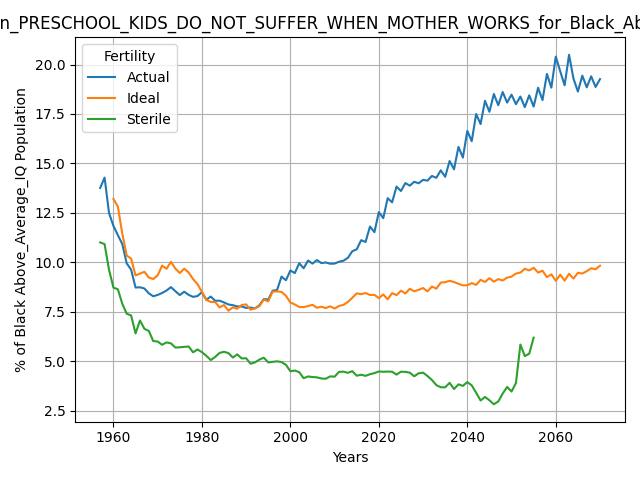 n_PRESCHOOL_KIDS_DO_NOT_SUFFER_WHEN_MOTHER_WORKS_for_Black_Ab
Fertility
Actual
Ideal
Sterile
% of Black Above_Average_IQ Population
20.0
17.5
15.0
12.5
10.0
7.5
5.0
2.5
1960 1980 2000 2020 2040 2060
Years